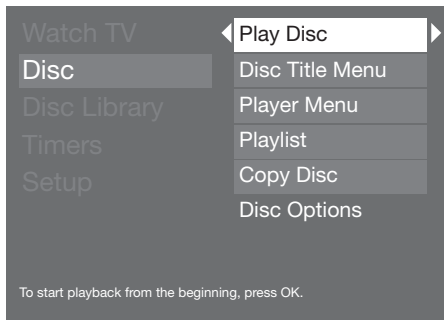 Watch TV
Disc
Disc Library
Timers
Setup
Play Disc
Disc Title Menu
Player Menu
Playlist
Copy Disc
Disc Options
To start playback from the beginning, press OK.